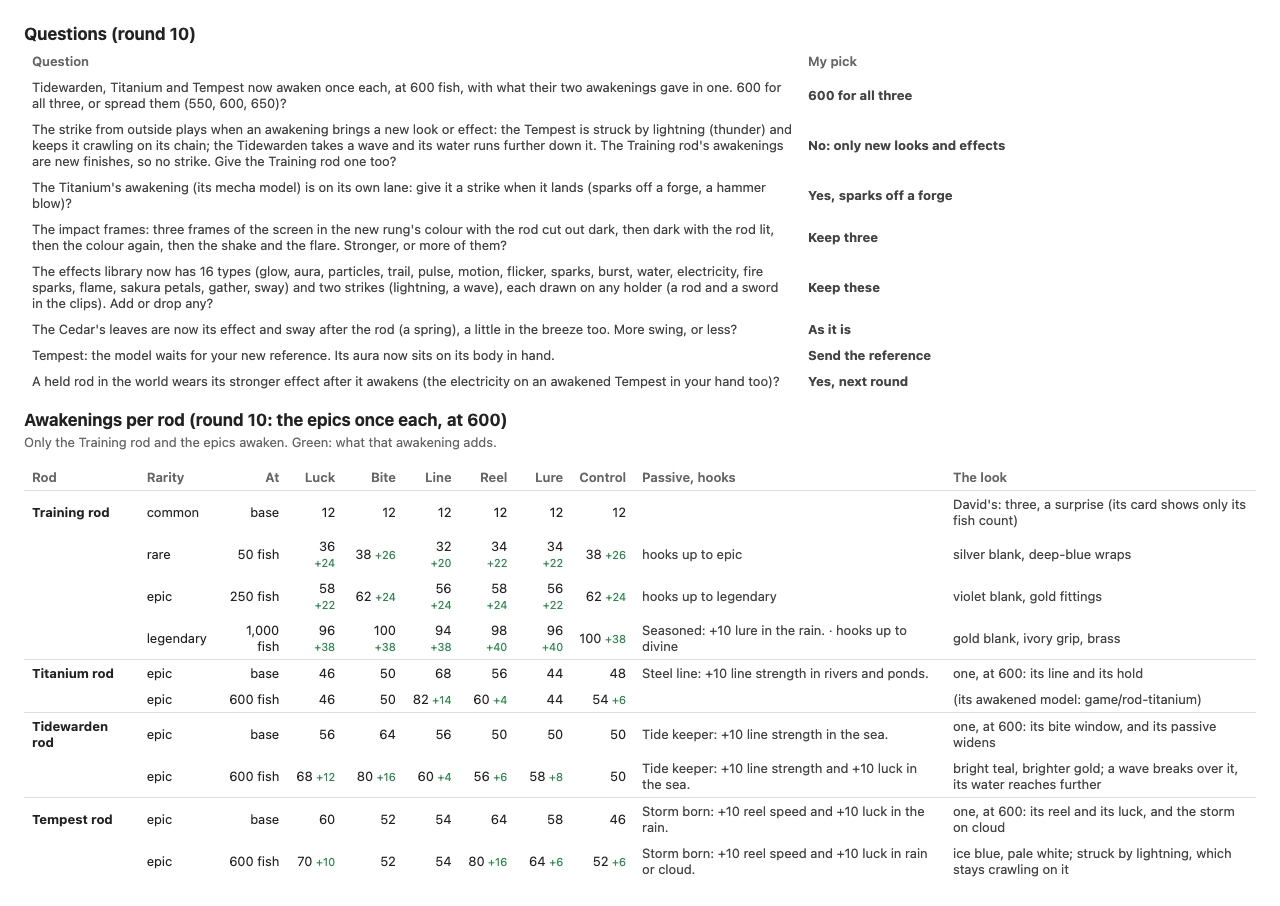 Questions (round 10)
Question My pick
Tidewarden, Titanium and Tempest now awaken once each, at 600 fish, with what their two awakenings gave in one. 600 for
all three, or spread them (550, 600, 650)?
600 for all three
The strike from outside plays when an awakening brings a new look or effect: the Tempest is struck by lightning (thunder) and
keeps it crawling on its chain; the Tidewarden takes a wave and its water runs further down it. The Training rod's awakenings
are new finishes, so no strike. Give the Training rod one too?
No: only new looks and effects
The Titanium's awakening (its mecha model) is on its own lane: give it a strike when it lands (sparks off a forge, a hammer
blow)?
Yes, sparks off a forge
The impact frames: three frames of the screen in the new rung's colour with the rod cut out dark, then dark with the rod lit,
then the colour again, then the shake and the flare. Stronger, or more of them?
Keep three
The effects library now has 16 types (glow, aura, particles, trail, pulse, motion, flicker, sparks, burst, water, electricity, fire
sparks, flame, sakura petals, gather, sway) and two strikes (lightning, a wave), each drawn on any holder (a rod and a sword
in the clips). Add or drop any?
Keep these
The Cedar's leaves are now its effect and sway after the rod (a spring), a little in the breeze too. More swing, or less? As it is
Tempest: the model waits for your new reference. Its aura now sits on its body in hand. Send the reference
A held rod in the world wears its stronger effect after it awakens (the electricity on an awakened Tempest in your hand too)? Yes, next round
Awakenings per rod (round 10: the epics once each, at 600)
Only the Training rod and the epics awaken. Green: what that awakening adds.
Rod Rarity At Luck Bite Line Reel Lure Control Passive, hooks The look
Training rod common base 12 12 12 12 12 12 David's: three, a surprise (its card shows only its
fish count)
rare 50 fish 36 +24 38 +26 32 +20 34 +22 34 +22 38 +26 hooks up to epic silver blank, deep-blue wraps
epic 250 fish 58 +22 62 +24 56 +24 58 +24 56 +22 62 +24 hooks up to legendary violet blank, gold fittings
legendary 1,000 fish 96 +38 100 +38 94 +38 98 +40 96 +40 100 +38 Seasoned: +10 lure in the rain. · hooks up to
divine
gold blank, ivory grip, brass
Titanium rod epic base 46 50 68 56 44 48 Steel line: +10 line strength in rivers and ponds. one, at 600: its line and its hold
epic 600 fish 46 50 82 +14 60 +4 44 54 +6 (its awakened model: game/rod-titanium)
Tidewarden
rod
epic base 56 64 56 50 50 50 Tide keeper: +10 line strength in the sea. one, at 600: its bite window, and its passive
widens
epic 600 fish 68 +12 80 +16 60 +4 56 +6 58 +8 50 Tide keeper: +10 line strength and +10 luck in
the sea.
bright teal, brighter gold; a wave breaks over it,
its water reaches further
Tempest rod epic base 60 52 54 64 58 46 Storm born: +10 reel speed and +10 luck in the
rain.
one, at 600: its reel and its luck, and the storm
on cloud
epic 600 fish 70 +10 52 54 80 +16 64 +6 52 +6 Storm born: +10 reel speed and +10 luck in rain
or cloud.
ice blue, pale white; struck by lightning, which
stays crawling on it